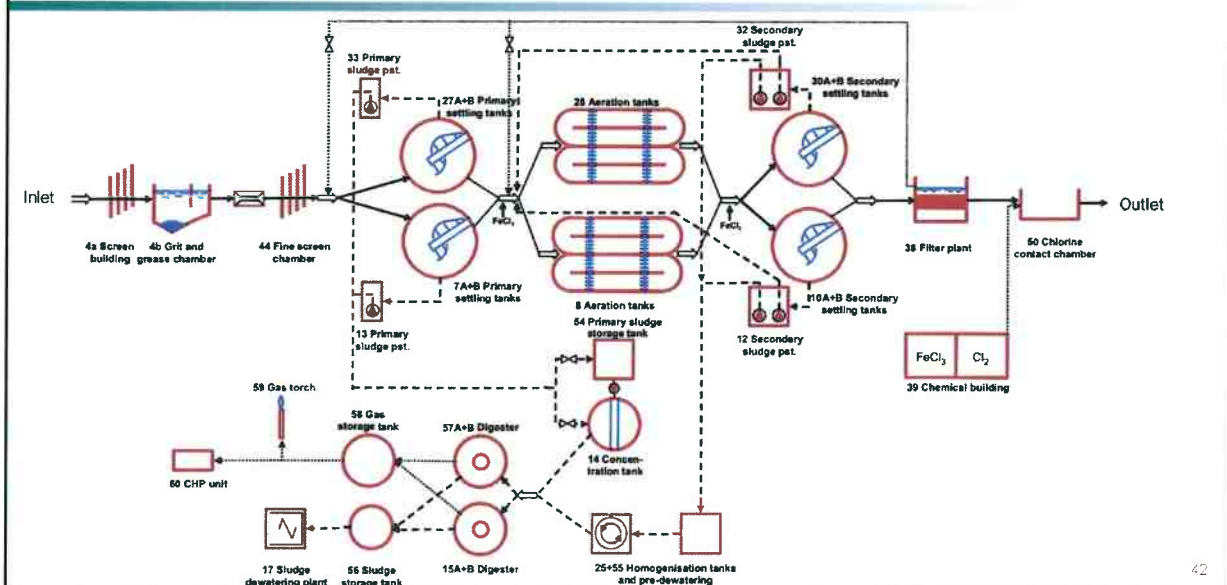 32 Secondary
sludge pst.
33 Primary
sludge pst.
27A+B Primary
settling tanks
28 Aeration tanks
30A+B Secondary
settling tanks
Inlet
Outlet
FeCl3
FeCl3
4a Screen
building
4b Grit and
grease chamber
44 Fine screen
chamber
7A+B Primary
settling tanks
8 Aeration tanks
10A+B Secondary
settling tanks
38 Filter plant
50 Chlorine
contact chamber
13 Primary
sludge pst.
54 Primary sludge
storage tank
12 Secondary
sludge pst.
FeCl3
Cl2
39 Chemical building
59 Gas torch
58 Gas
storage tank
57A+B Digester
14 Concen-
tration tank
60 CHP unit
17 Sludge
dewatering plant
56 Sludge
storage tank
15A+B Digester
25+55 Homogenisation tanks
and pre-dewatering
42